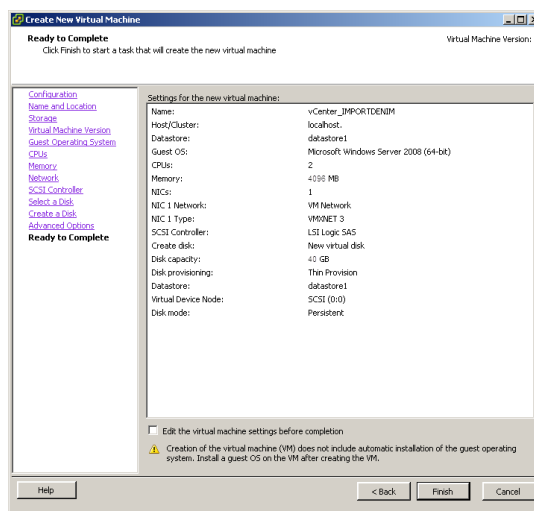 Create New Virtual Machine
Ready to Complete
Click Finish to start a task that will create the new virtual machine
Virtual Machine Version:
Configuration
Name and Location
Storage
Virtual Machine Version
Guest Operating System
CPUs
Memory
Network
SCSI Controller
Select a Disk
Create a Disk
Advanced Options
Ready to Complete
Settings for the new virtual machine:
Name: vCenter_IMPORTDENIM
Host/Cluster: localhost.
Datastore: datastore1
Guest OS: Microsoft Windows Server 2008 (64-bit)
CPUs: 2
Memory: 4096 MB
NICs: 1
NIC 1 Network: VM Network
NIC 1 Type: VMXNET 3
SCSI Controller: LSI Logic SAS
Create disk: New virtual disk
Disk capacity: 40 GB
Disk provisioning: Thin Provision
Datastore: datastore1
Virtual Device Node: SCSI (0:0)
Disk mode: Persistent
Edit the virtual machine settings before completion
Creation of the virtual machine (VM) does not include automatic installation of the guest operating
system. Install a guest OS on the VM after creating the VM.
Help
< Back
Finish
Cancel